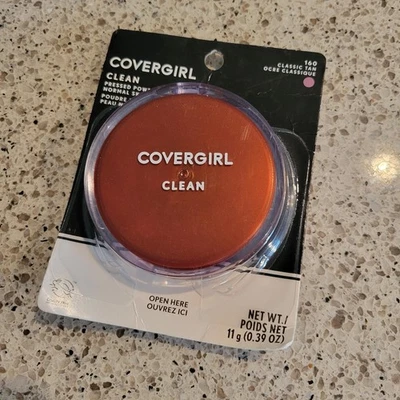 COVERGIRL
CLEAN
PRESSED POW
NORMAL
POUDRE
PEAU
160
CLASSIC TAN
OCRE CLASSIQUE
COVERGIRL
CLEAN
OPEN HERE
OUVREZ ICI
NET WT./
POIDS NET
11 g (0.39 OZ)